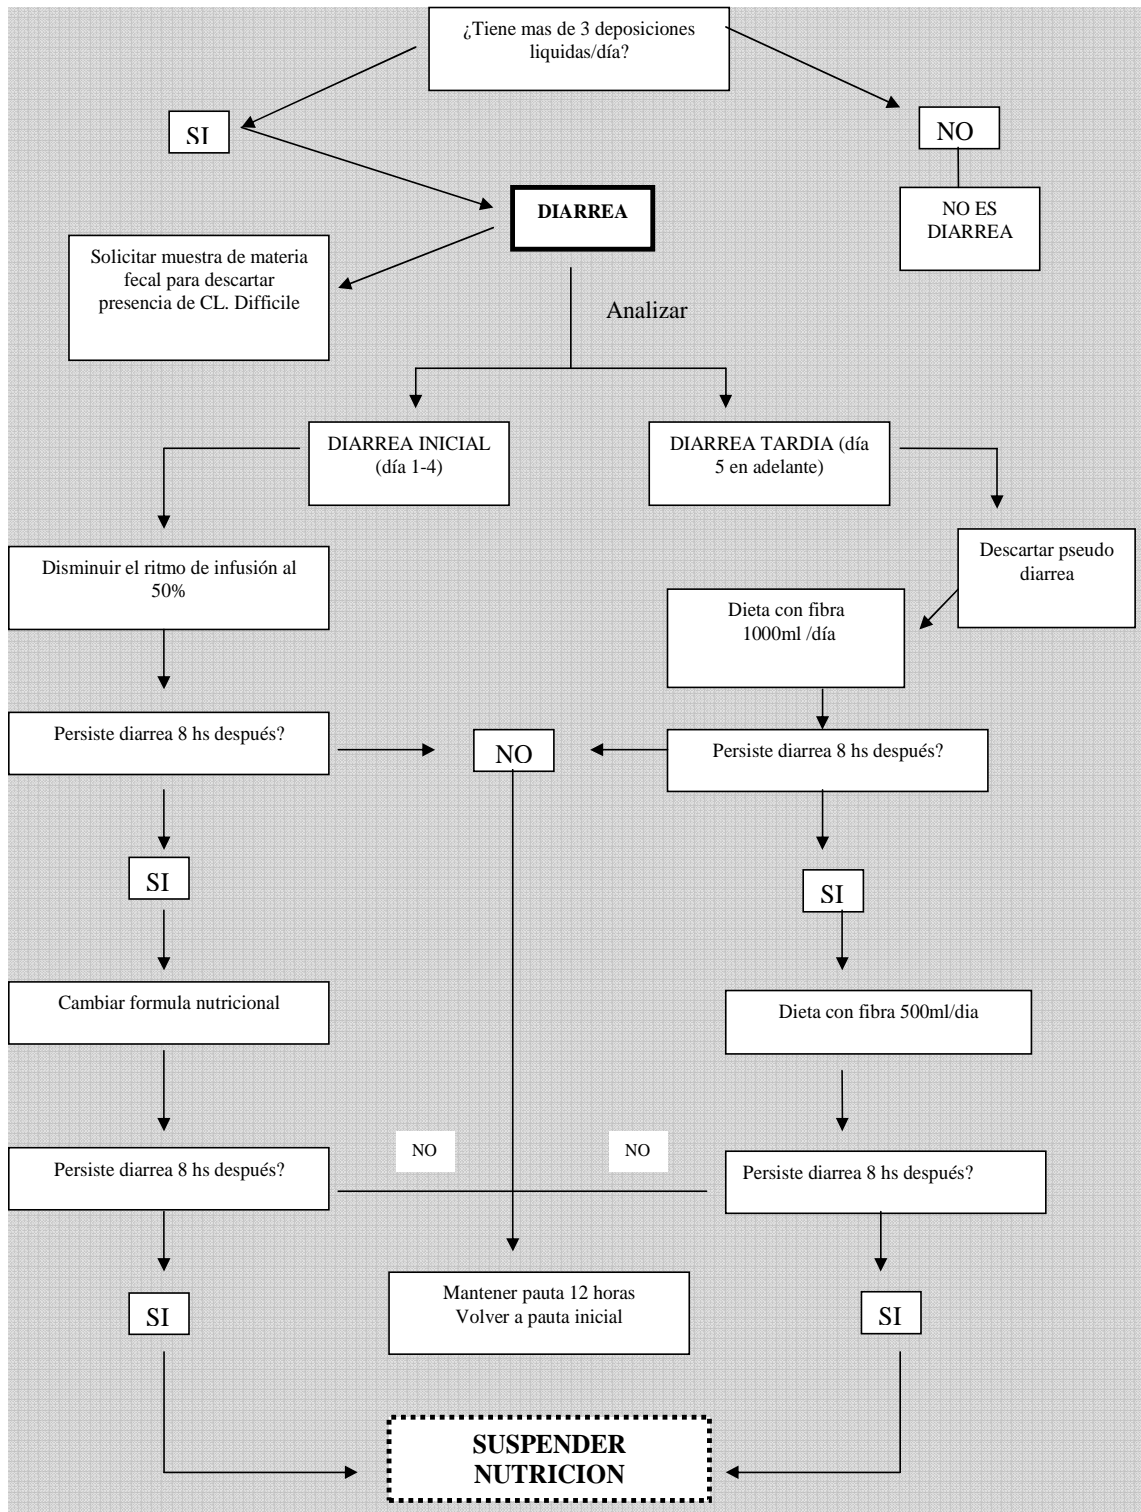 ¿Tiene mas de 3 deposiciones
liquidas/día?
SI
NO
DIARREA
NO ES
DIARREA
Solicitar muestra de materia
fecal para descartar
presencia de CL. Difficile
Analizar
DIARREA INICIAL
(día 1-4)
DIARREA TARDIA (día
5 en adelante)
Disminuir el ritmo de infusión al
50%
Descartar pseudo
diarrea
Dieta con fibra
1000ml /día
Persiste diarrea 8 hs después?
NO
Persiste diarrea 8 hs después?
SI
SI
Cambiar formula nutricional
Dieta con fibra 500ml/dia
Persiste diarrea 8 hs después?
NO
NO
Persiste diarrea 8 hs después?
SI
Mantener pauta 12 horas
Volver a pauta inicial
SI
SUSPENDER
NUTRICION